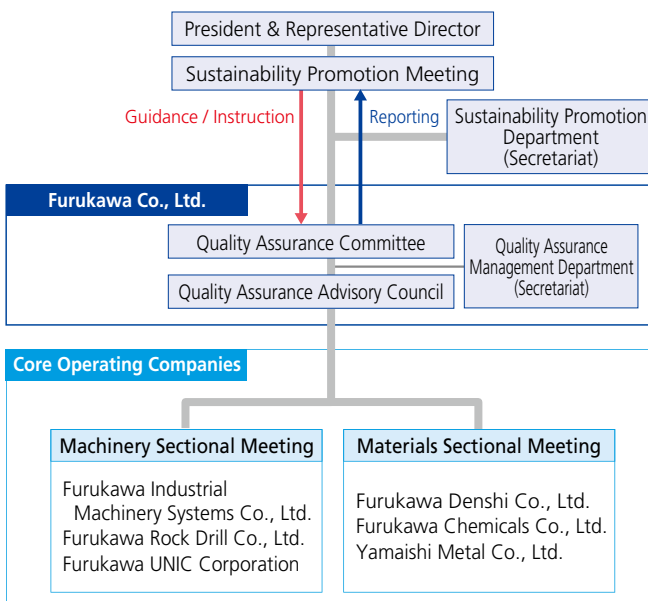 President & Representative Director
Sustainability Promotion Meeting
Guidance / Instruction
Reporting
Sustainability Promotion
Department
(Secretariat)
Furukawa Co., Ltd.
Quality Assurance Committee
Quality Assurance
Management Department
(Secretariat)
Quality Assurance Advisory Council
Core Operating Companies
Machinery Sectional Meeting
Furukawa Industrial
Machinery Systems Co., Ltd.
Furukawa Rock Drill Co., Ltd.
Furukawa UNIC Corporation
Materials Sectional Meeting
Furukawa Denshi Co., Ltd.
Furukawa Chemicals Co., Ltd.
Yamaishi Metal Co., Ltd.